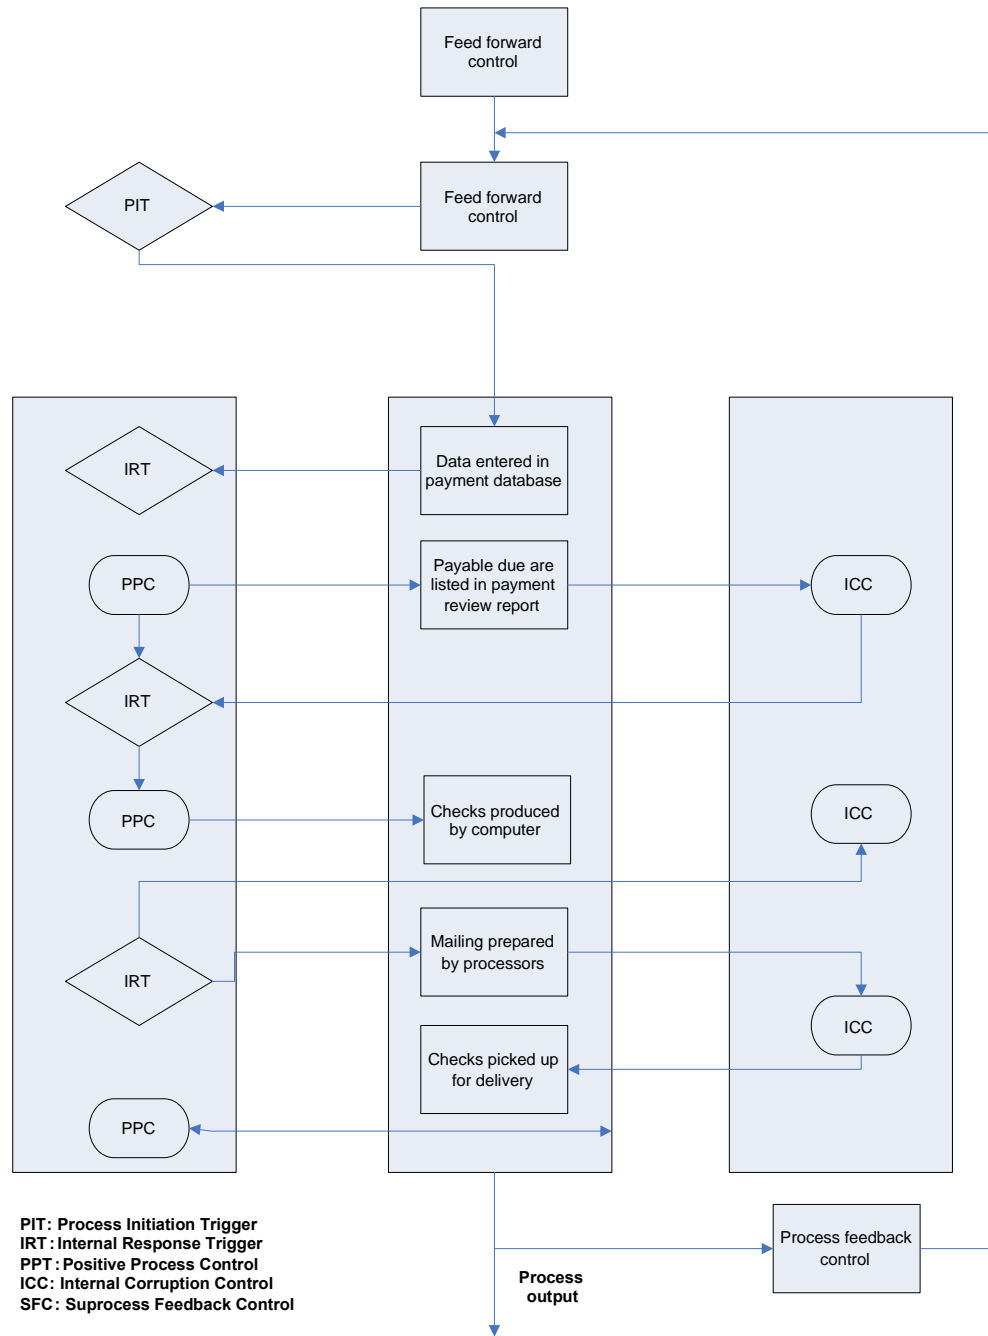 Feed forward
control
Feed forward
control
PIT
IRT
Data entered in
payment database
PPC
Payable due are
listed in payment
review report
ICC
IRT
PPC
Checks produced
by computer
ICC
IRT
Mailing prepared
by processors
ICC
Checks picked up
for delivery
PPC
PIT: Process Initiation Trigger
IRT: Internal Response Trigger
PPT: Positive Process Control
ICC: Internal Corruption Control
SFC: Suprocess Feedback Control
Process
output
Process feedback
control